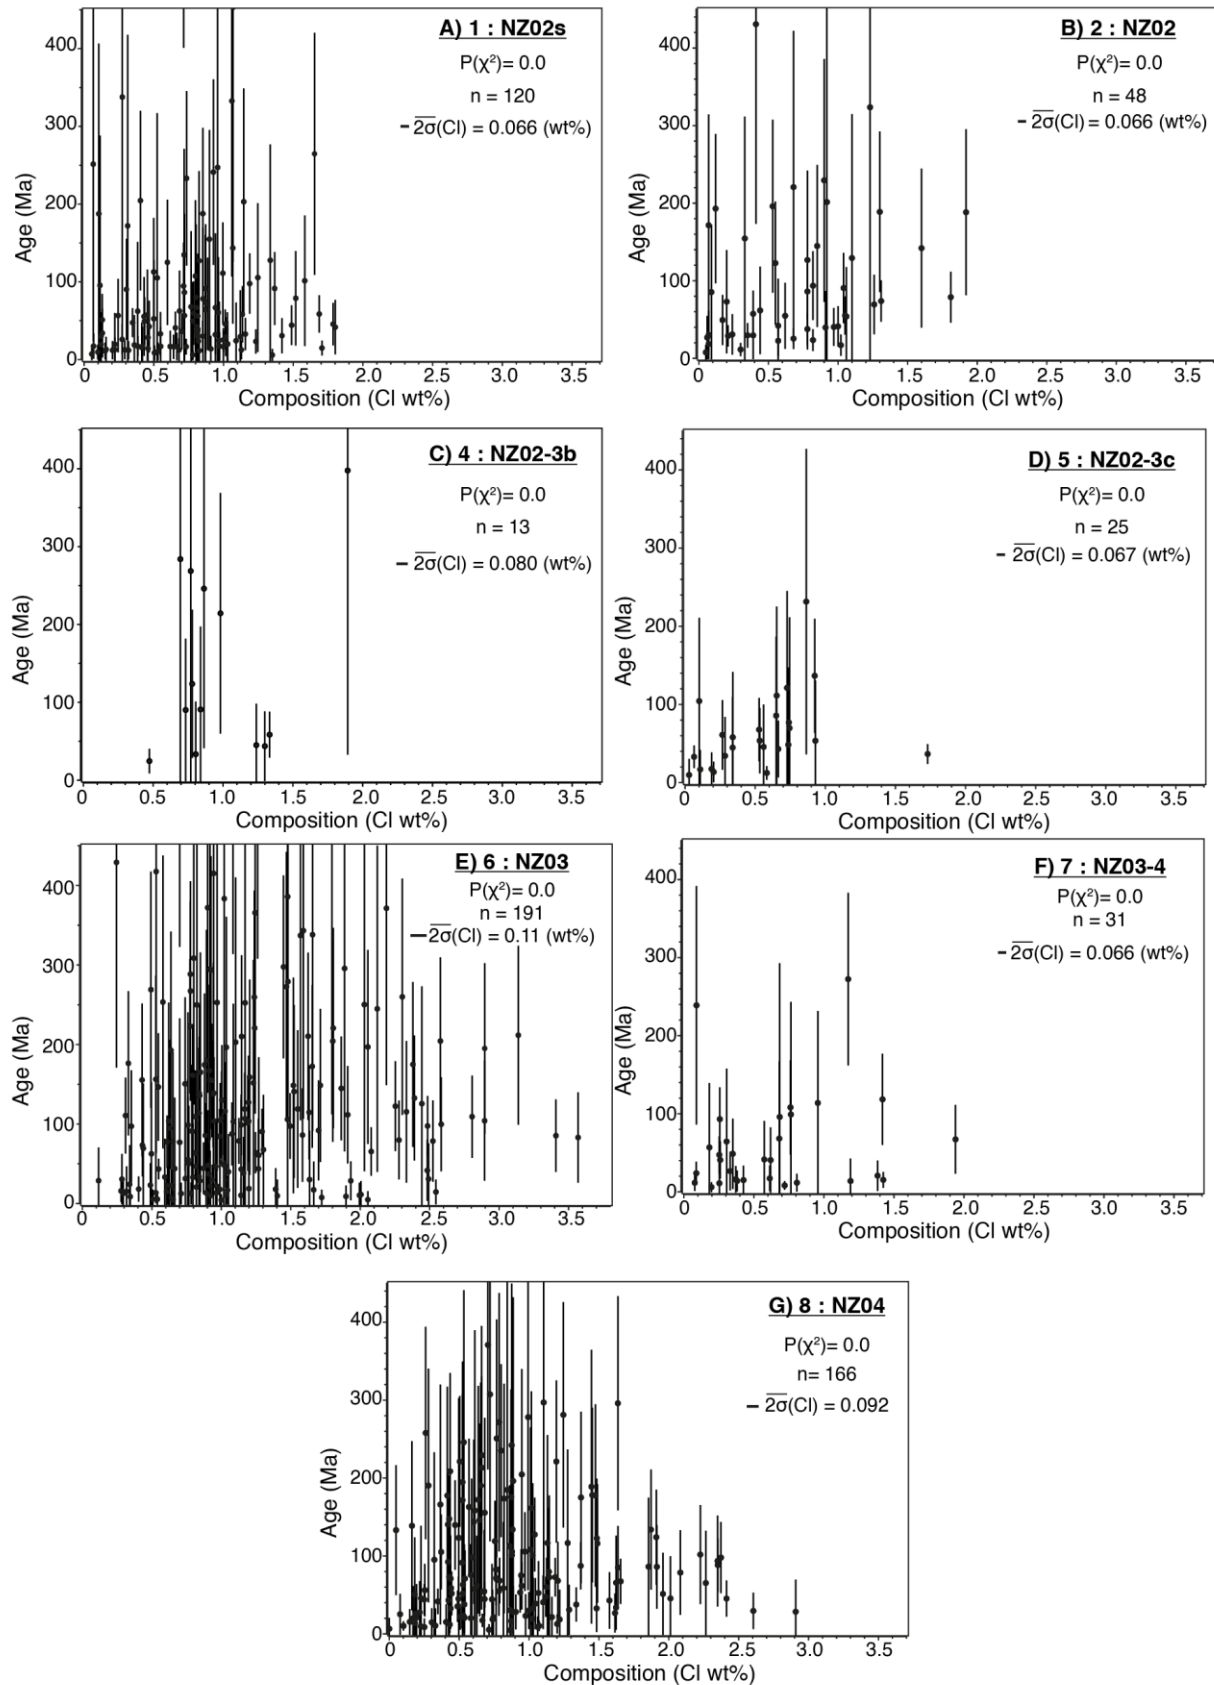 A) 1 : NZ02s
P(χ²)= 0.0
n = 120
2σ(Cl) = 0.066 (wt%)
Age (Ma)
400
300
200
100
0
0 0.5 1.0 1.5 2.0 2.5 3.0 3.5
Composition (Cl wt%)
B) 2 : NZ02
P(χ²)= 0.0
n = 48
2σ(Cl) = 0.066 (wt%)
Age (Ma)
400
300
200
100
0
0 0.5 1.0 1.5 2.0 2.5 3.0 3.5
Composition (Cl wt%)
C) 4 : NZ02-3b
P(χ²)= 0.0
n = 13
2σ(Cl) = 0.080 (wt%)
Age (Ma)
400
300
200
100
0
0 0.5 1.0 1.5 2.0 2.5 3.0 3.5
Composition (Cl wt%)
D) 5 : NZ02-3c
P(χ²)= 0.0
n = 25
2σ(Cl) = 0.067 (wt%)
Age (Ma)
400
300
200
100
0
0 0.5 1.0 1.5 2.0 2.5 3.0 3.5
Composition (Cl wt%)
E) 6 : NZ03
P(χ²)= 0.0
n = 191
2σ(Cl) = 0.11 (wt%)
Age (Ma)
400
300
200
100
0
0 0.5 1.0 1.5 2.0 2.5 3.0 3.5
Composition (Cl wt%)
F) 7 : NZ03-4
P(χ²)= 0.0
n = 31
2σ(Cl) = 0.066 (wt%)
Age (Ma)
400
300
200
100
0
0 0.5 1.0 1.5 2.0 2.5 3.0 3.5
Composition (Cl wt%)
G) 8 : NZ04
P(χ²)= 0.0
n= 166
2σ(Cl) = 0.092
Age (Ma)
400
300
200
100
0
0 0.5 1.0 1.5 2.0 2.5 3.0 3.5
Composition (Cl wt%)